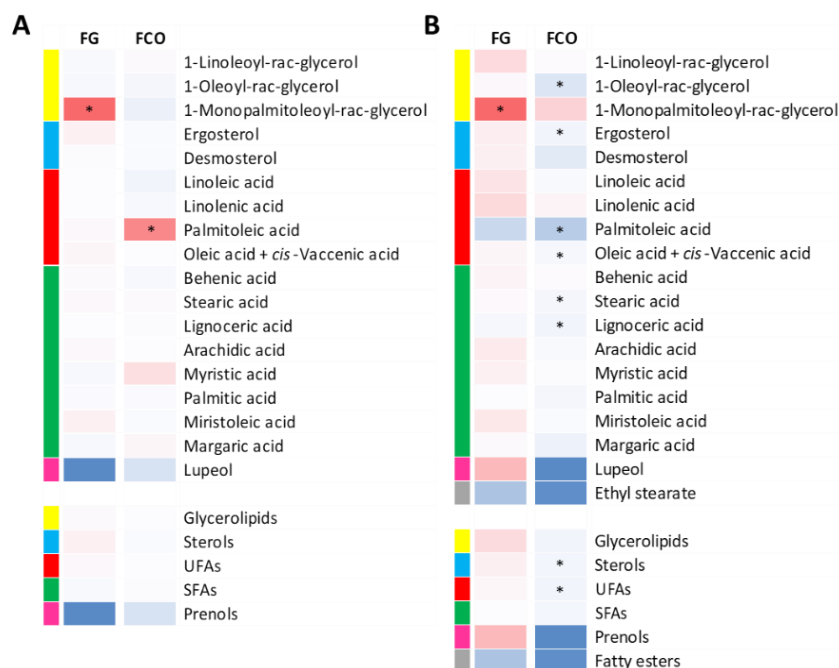 A
FG FCO
1-Linoleoyl-rac-glycerol
1-Oleoyl-rac-glycerol
* 1-Monopalmitoleoyl-rac-glycerol
Ergosterol
Desmosterol
Linoleic acid
Linolenic acid
* Palmitoleic acid
Oleic acid + cis-Vaccenic acid
Behenic acid
Stearic acid
Lignoceric acid
Arachidic acid
Myristic acid
Palmitic acid
Miristoleic acid
Margaric acid
Lupeol
Glycerolipids
Sterols
UFAs
SFAs
Prenols
B
FG FCO
1-Linoleoyl-rac-glycerol
* 1-Oleoyl-rac-glycerol
* 1-Monopalmitoleoyl-rac-glycerol
* Ergosterol
Desmosterol
Linoleic acid
Linolenic acid
* Palmitoleic acid
* Oleic acid + cis-Vaccenic acid
Behenic acid
* Stearic acid
* Lignoceric acid
Arachidic acid
Myristic acid
Palmitic acid
Miristoleic acid
Margaric acid
Lupeol
Ethyl stearate
Glycerolipids
* Sterols
* UFAs
SFAs
Prenols
Fatty esters